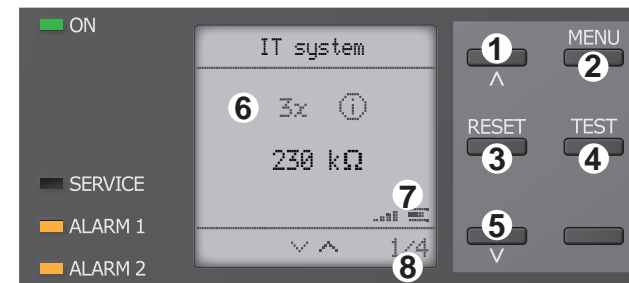 ON
SERVICE
ALARM 1
ALARM 2
IT system
6 3x i
230 kΩ
7
1/4
8
1
MENU
2
RESET
3
TEST
4
5